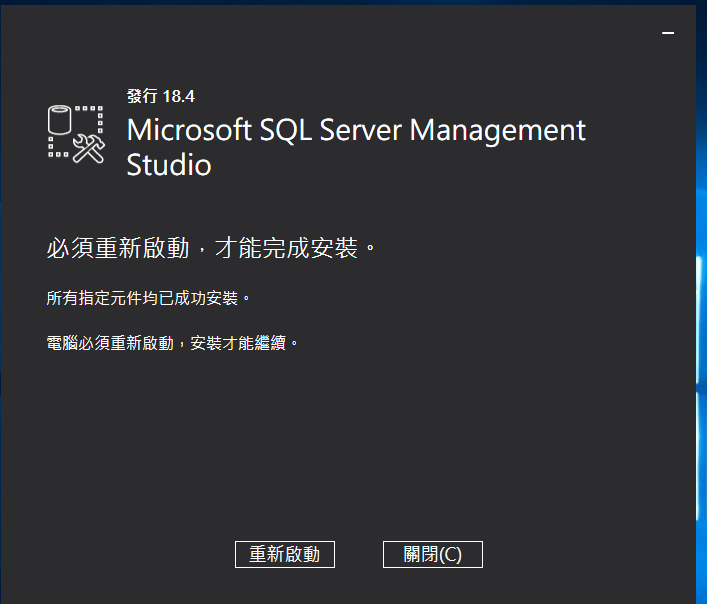 發行 18.4
Microsoft SQL Server Management
Studio
必須重新啟動，才能完成安裝。
所有指定元件均已成功安裝。
電腦必須重新啟動，安裝才能繼續。
重新啟動
關閉(C)